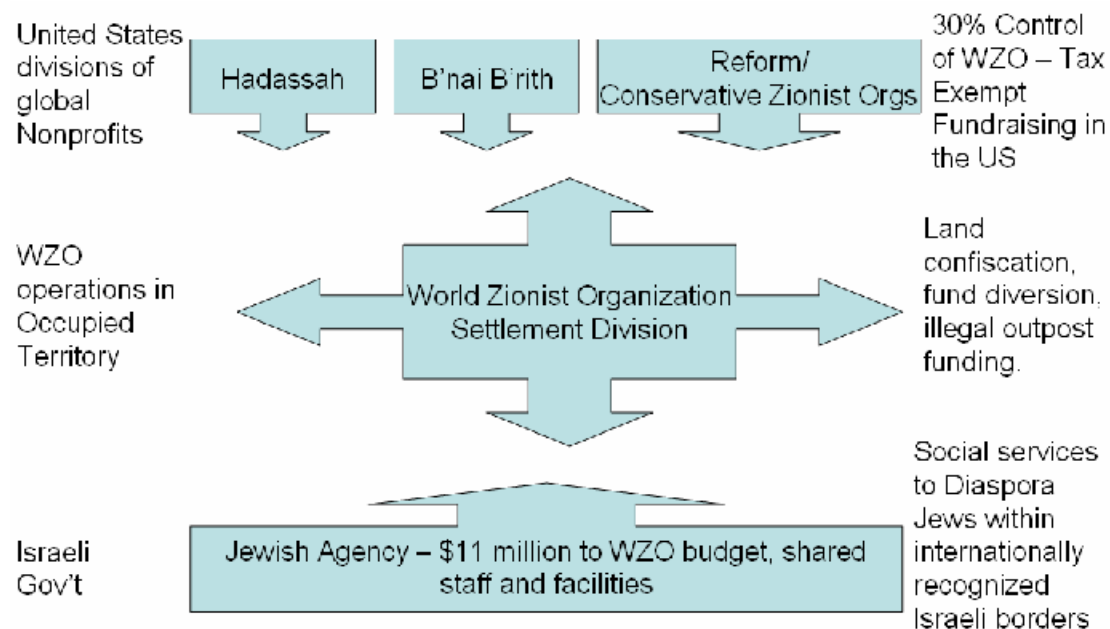 United States
divisions of
global
Nonprofits
Hadassah
B'nai B'rith
Reform/
Conservative Zionist Orgs
30% Control
of WZO – Tax
Exempt
Fundraising in
the US
WZO
operations in
Occupied
Territory
World Zionist Organization
Settlement Division
Land
confiscation,
fund diversion,
illegal outpost
funding.
Israeli
Gov't
Jewish Agency – $11 million to WZO budget, shared
staff and facilities
Social services
to Diaspora
Jews within
internationally
recognized
Israeli borders